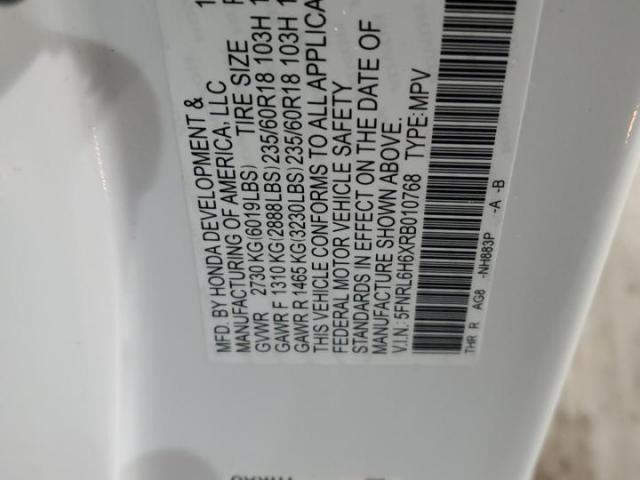 MFD. BY HONDA DEVELOPMENT &
MANUFACTURING OF AMERICA, LLC
TIRE SIZE
GVWR 2730 KG(6019LBS)
GAWR F 1310 KG(2888LBS)235/60R18 103H
GAWR R 1465 KG(3230LBS)235/60R18 103H
THIS VEHICLE CONFORMS TO ALL APPLICA
FEDERAL MOTOR VEHICLE SAFETY
STANDARDS IN EFFECT ON THE DATE OF
MANUFACTURE SHOWN ABOVE.
V.I.N.:5FNRL6H6XRB010768 TYPE:MPV
THR R AG8 -NH883P -A -B